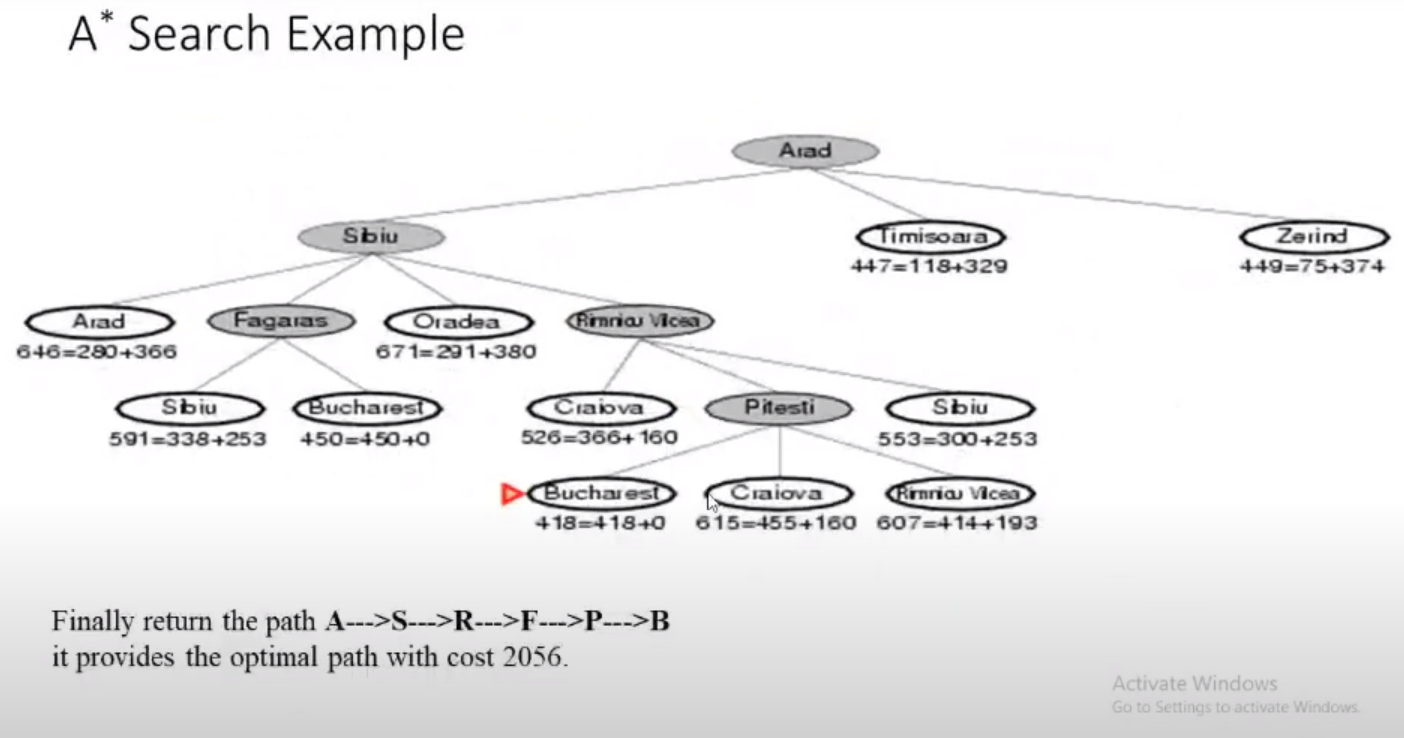 A* Search Example
Arad
Sibiu
Timisoara
Zerind
447=118+329
449=75+374
Arad
Fagaras
Oradea
Rimnicu Vilcea
646=280+366
671=291+380
Sibiu
Bucharest
Craiova
Pitesti
Sibiu
591=338+253
450=450+0
526=366+160
553=300+253
Bucharest
Craiova
Rimnicu Vilcea
418=418+0
615=455+160
607=414+193
Finally return the path A--->S--->R--->F--->P--->B
it provides the optimal path with cost 2056.
Activate Windows
Go to Settings to activate Windows.